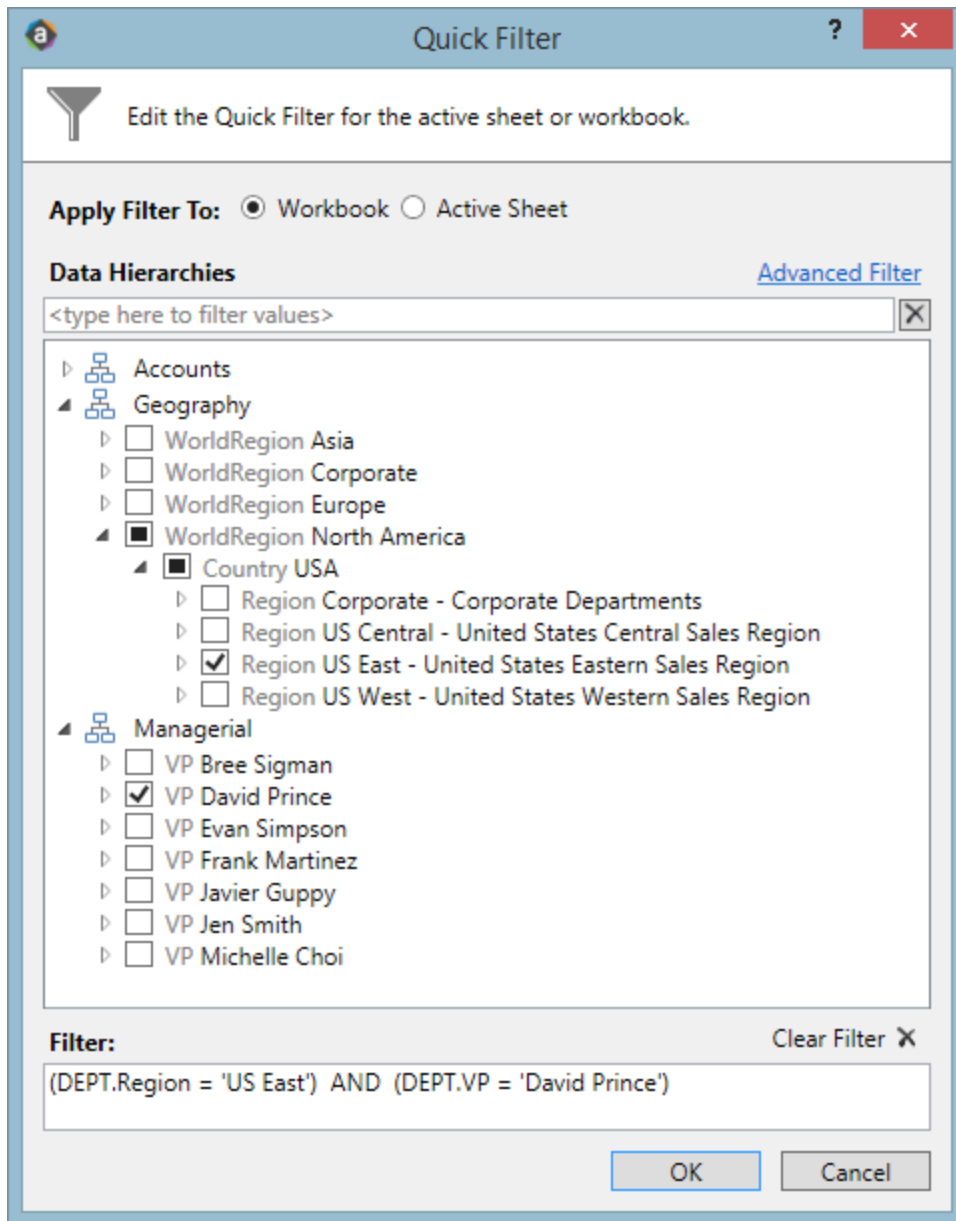 Quick Filter
?
Edit the Quick Filter for the active sheet or workbook.
Apply Filter To: Workbook Active Sheet
Data Hierarchies Advanced Filter
<type here to filter values>
Accounts
Geography
WorldRegion Asia
WorldRegion Corporate
WorldRegion Europe
WorldRegion North America
Country USA
Region Corporate - Corporate Departments
Region US Central - United States Central Sales Region
Region US East - United States Eastern Sales Region
Region US West - United States Western Sales Region
Managerial
VP Bree Sigman
VP David Prince
VP Evan Simpson
VP Frank Martinez
VP Javier Guppy
VP Jen Smith
VP Michelle Choi
Filter: Clear Filter
(DEPT.Region = 'US East') AND (DEPT.VP = 'David Prince')
OK Cancel